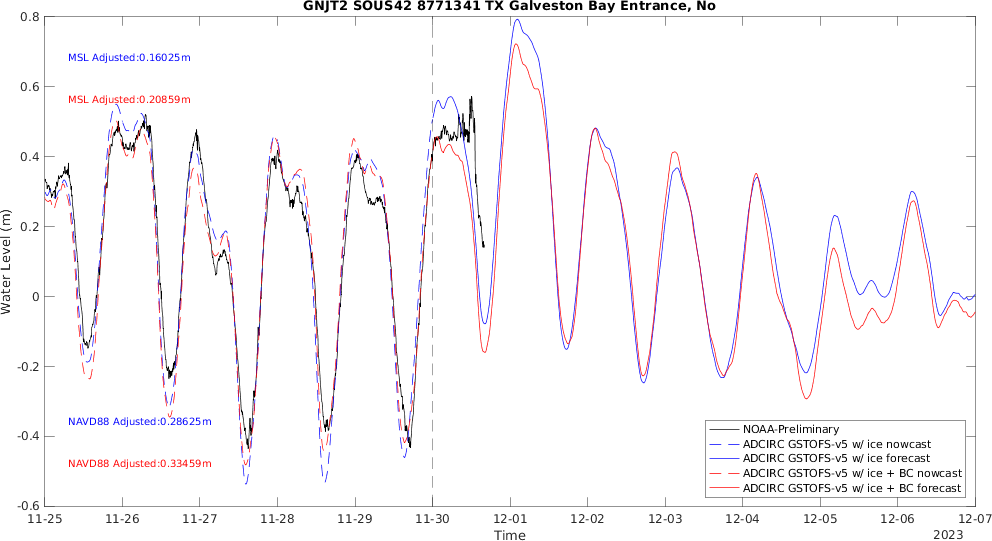 GNJT2 SOUS42 8771341 TX Galveston Bay Entrance, No
MSL Adjusted:0.16025m
MSL Adjusted:0.20859m
NAVD88 Adjusted:0.28625m
NAVD88 Adjusted:0.33459m
Water Level (m)
0.8
0.6
0.4
0.2
0
-0.2
-0.4
-0.6
NOAA-Preliminary
ADCIRC GSTOFS-v5 w/ ice nowcast
ADCIRC GSTOFS-v5 w/ ice forecast
ADCIRC GSTOFS-v5 w/ ice + BC nowcast
ADCIRC GSTOFS-v5 w/ ice + BC forecast
11-25 11-26 11-27 11-28 11-29 11-30 12-01 12-02 12-03 12-04 12-05 12-06 12-07
Time
2023